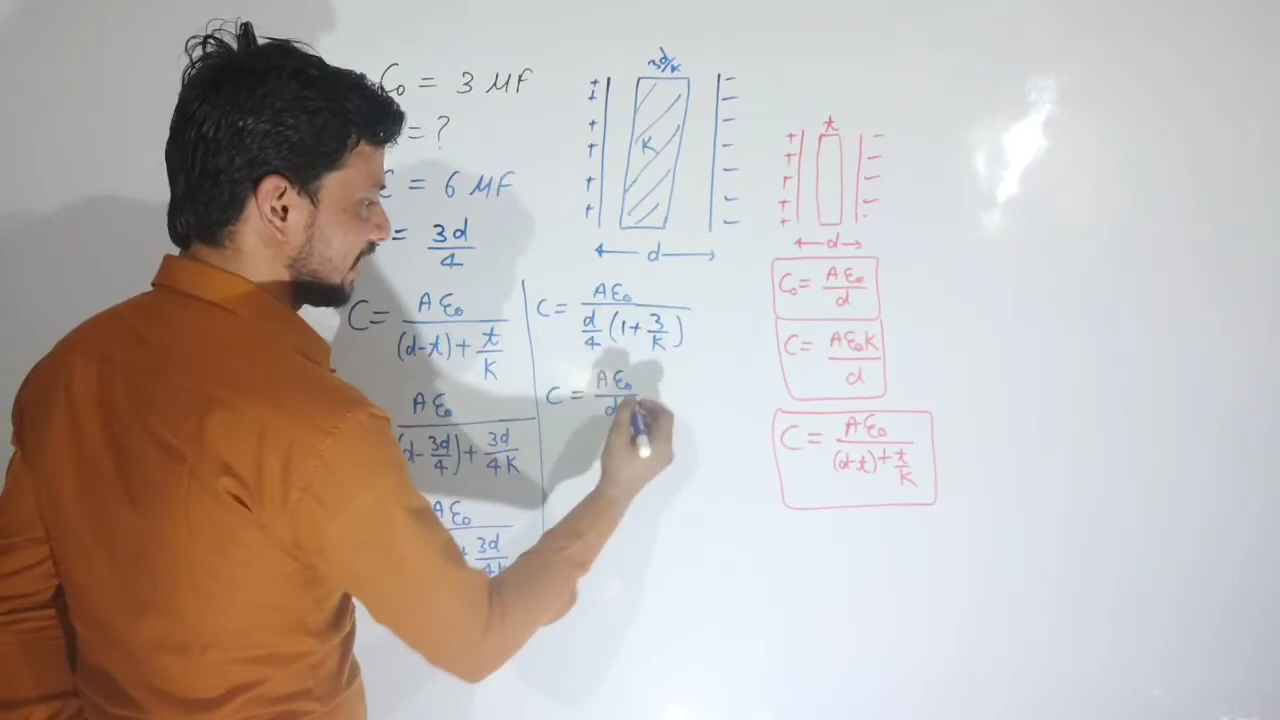 C₀ = 3 μF
= ?
C = 6 μF
= 3d/4
C = Aε₀/((d-t)+t/K)
Aε₀/((d-3d/4)+3d/4K)
Aε₀
+ 3d/4K
C = Aε₀/(d/4(1+3/K))
C = Aε₀/d
K
+ + + + + +
- - - - - -
d
t
+ + + + +
- - - -
d
C₀ = Aε₀/d
C = Aε₀K/d
C = Aε₀/((d-t)+t/K)